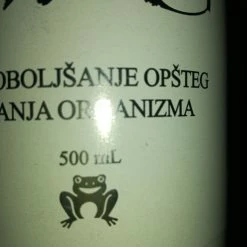 OBOLJŠANJE OPŠTEG
ANJA ORGANIZMA
500 mL